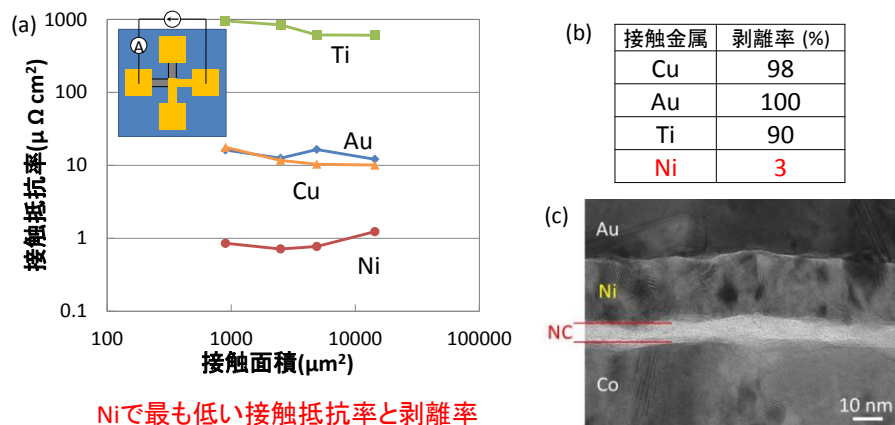 (a)
接触抵抗率(μ Ω cm²)
1000
100
10
1
0.1
A
Ti
Au
Cu
Ni
100
1000
10000
100000
接触面積(μm²)
Niで最も低い接触抵抗率と剥離率
(b)
接触金属 剥離率 (%)
Cu 98
Au 100
Ti 90
Ni 3
(c)
Au
Ni
NC
Co
10 nm